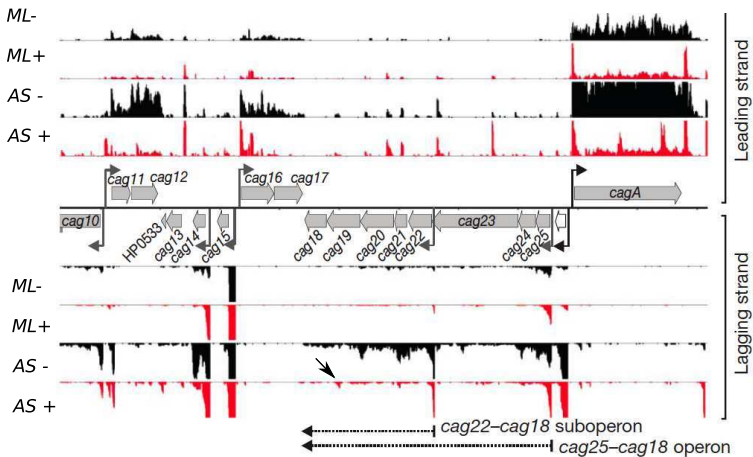 ML-
ML+
AS -
AS +
Leading strand
cag11 cag12
cag16 cag17
cagA
cag10
HP0533
cag13
cag14
cag15
cag18
cag19
cag20
cag21
cag22
cag23
cag24
cag25
ML-
ML+
AS -
AS +
Lagging strand
cag22–cag18 suboperon
cag25–cag18 operon